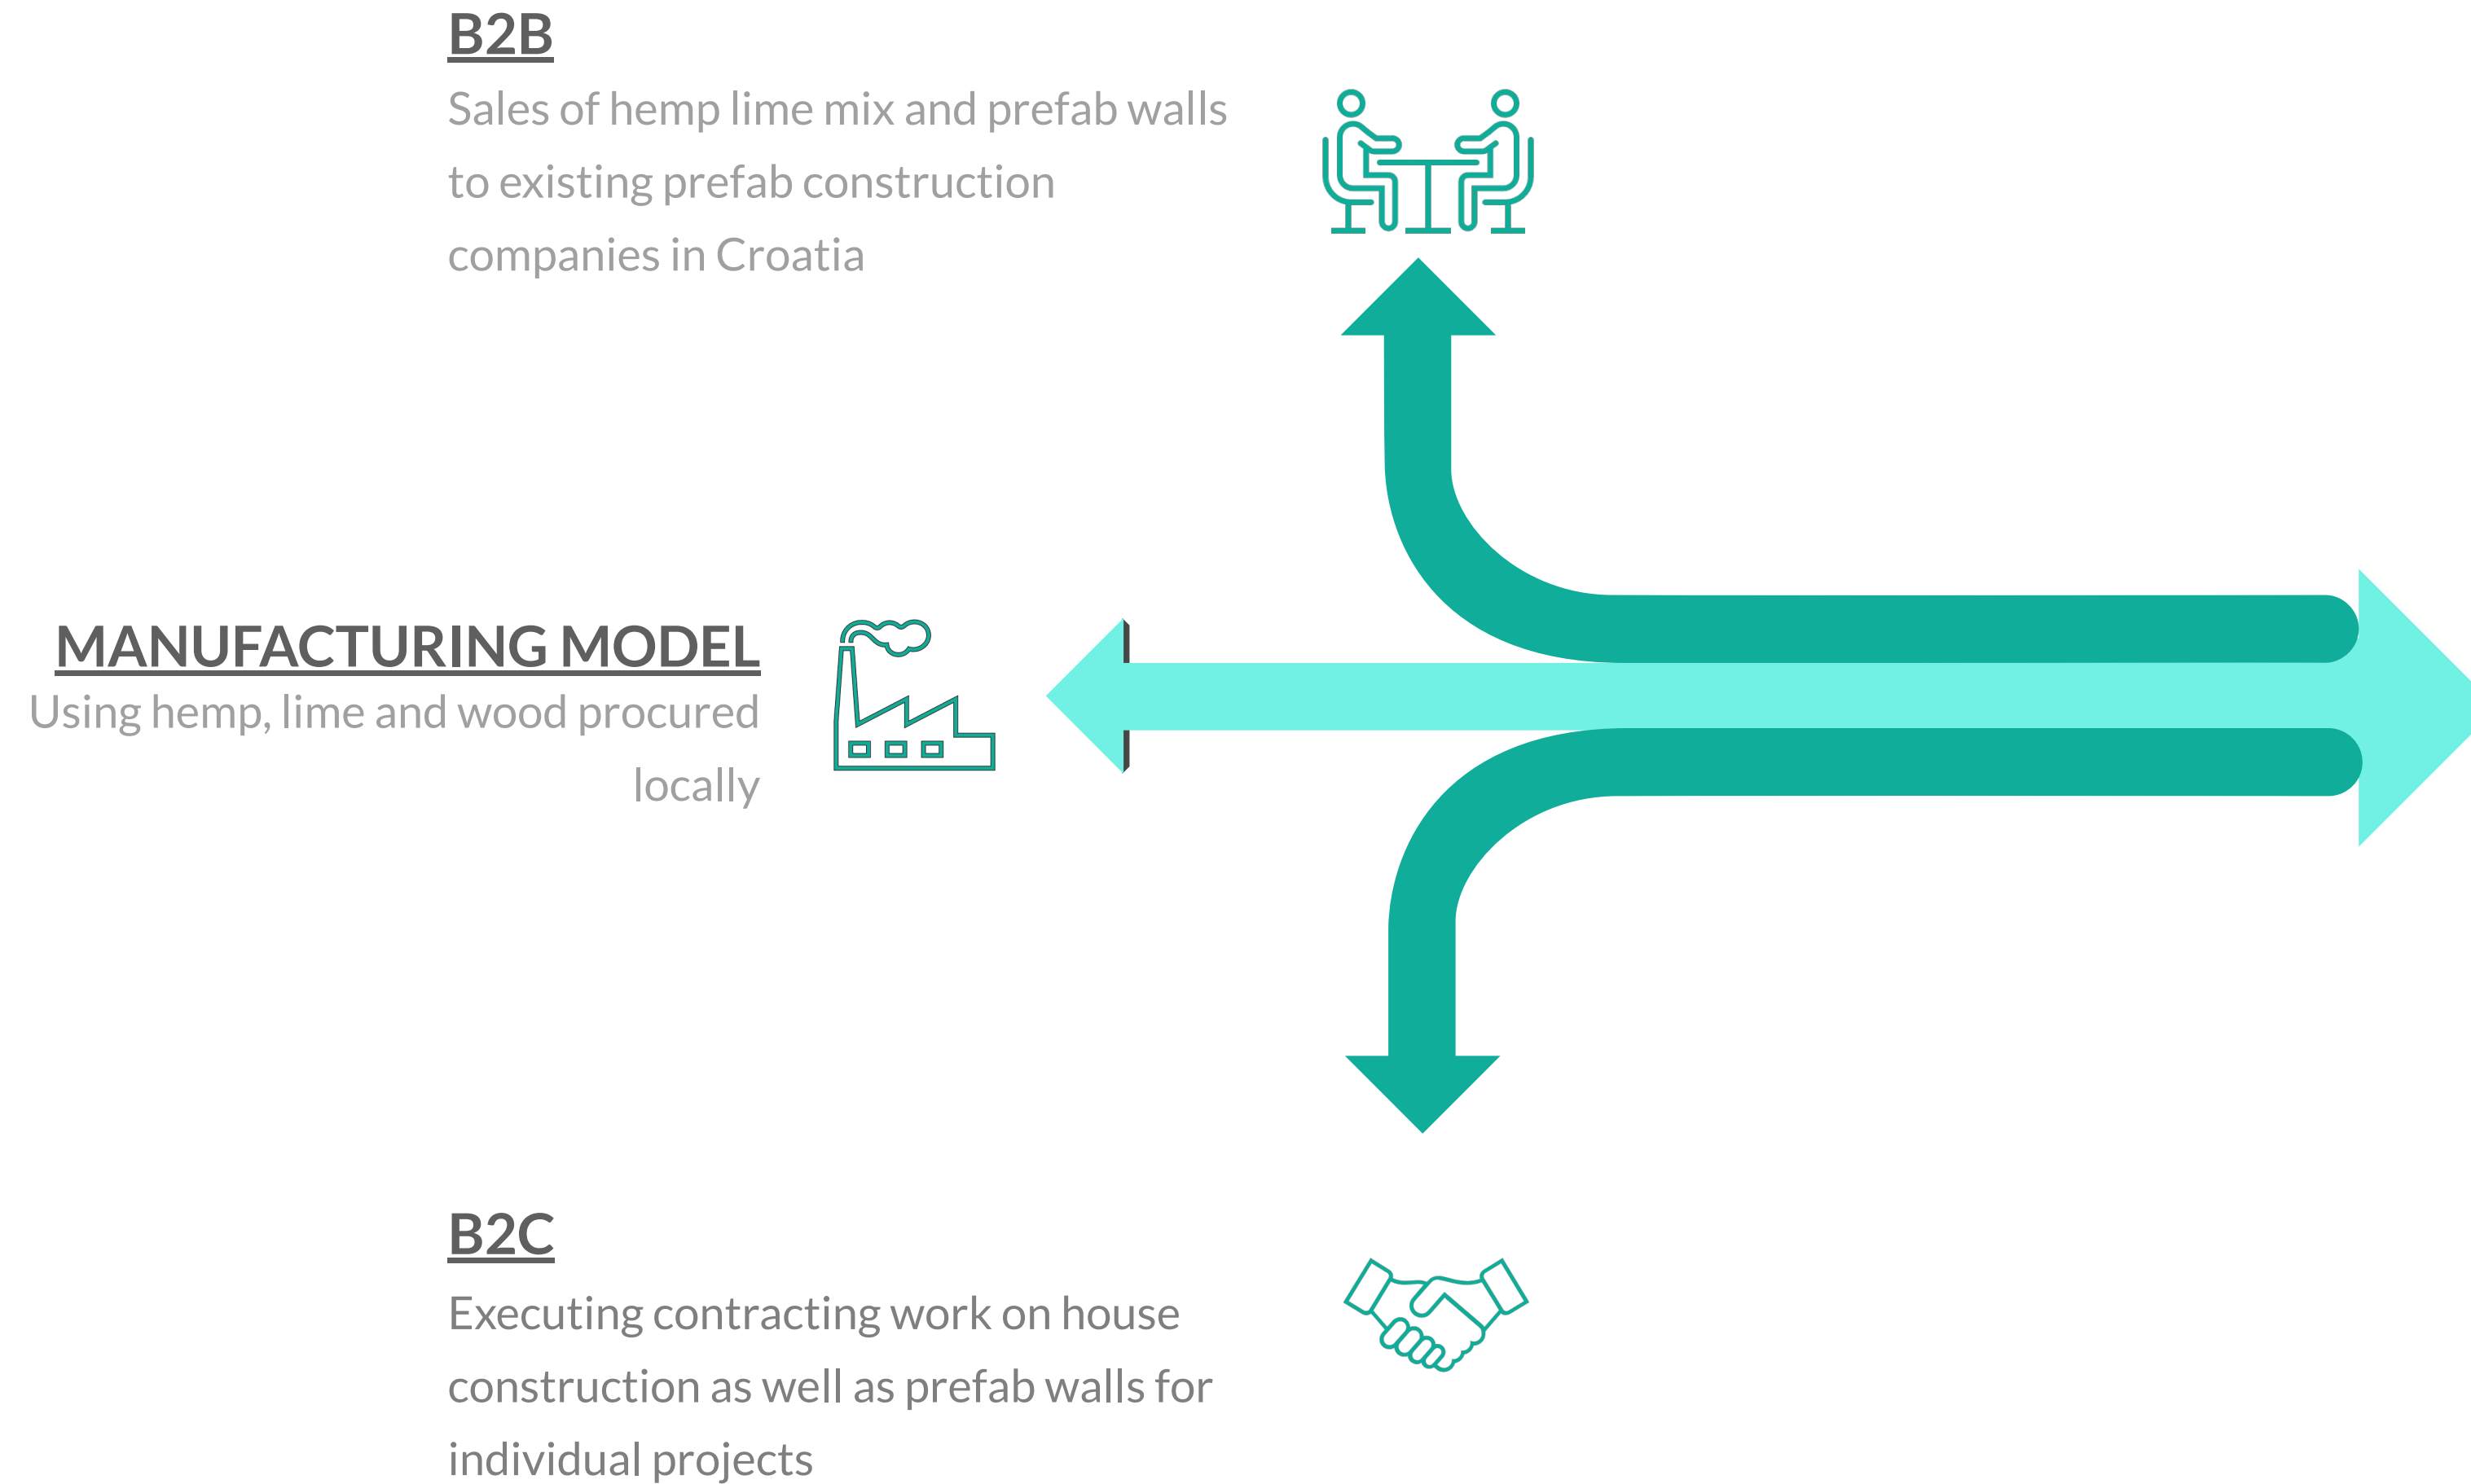 B2B
Sales of hemp lime mix and prefab walls
to existing prefab construction
companies in Croatia
MANUFACTURING MODEL
Using hemp, lime and wood procured
locally
B2C
Executing contracting work on house
construction as well as prefab walls for
individual projects